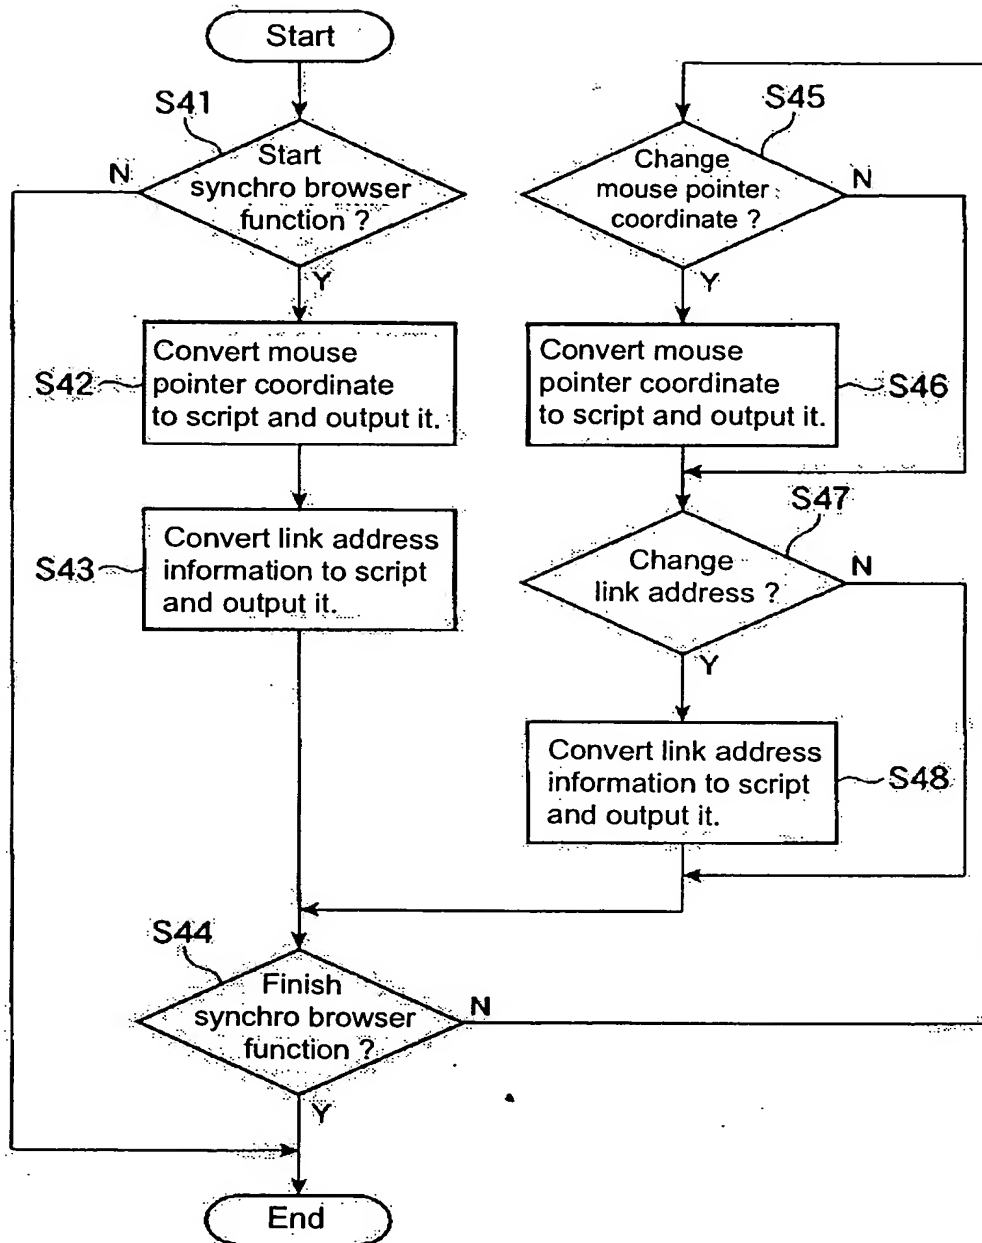 Start
S41
Start
synchro browser
function ?
N
Y
S42
Convert mouse
pointer coordinate
to script and output it.
S43
Convert link address
information to script
and output it.
S44
Finish
synchro browser
function ?
N
Y
End
S45
Change
mouse pointer
coordinate ?
N
Y
Convert mouse
pointer coordinate
to script and output it.
S46
S47
Change
link address ?
N
Y
Convert link address
information to script
and output it.
S48